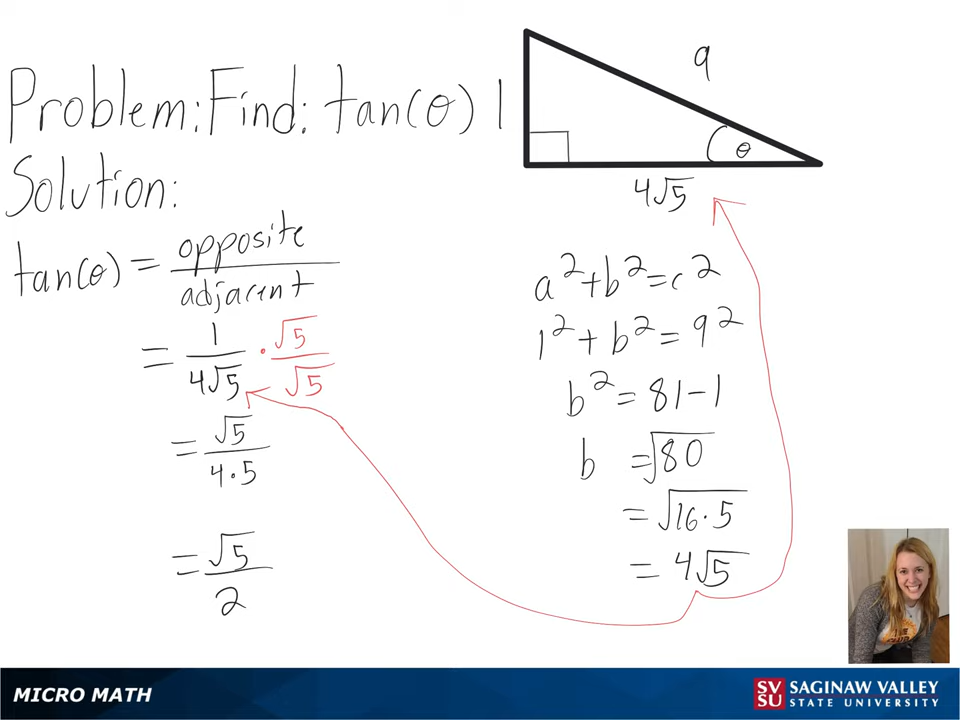 Problem: Find: tan(θ)
1
9
θ
4√5
Solution:
tan(θ) = opposite/adjacent
= 1/4√5 · √5/√5
= √5/4·5
= √5/2
a²+b²=c²
1²+b²=9²
b²=81-1
b =√80
=√16·5
= 4√5
MICRO MATH
SVSU SAGINAW VALLEY
STATE UNIVERSITY